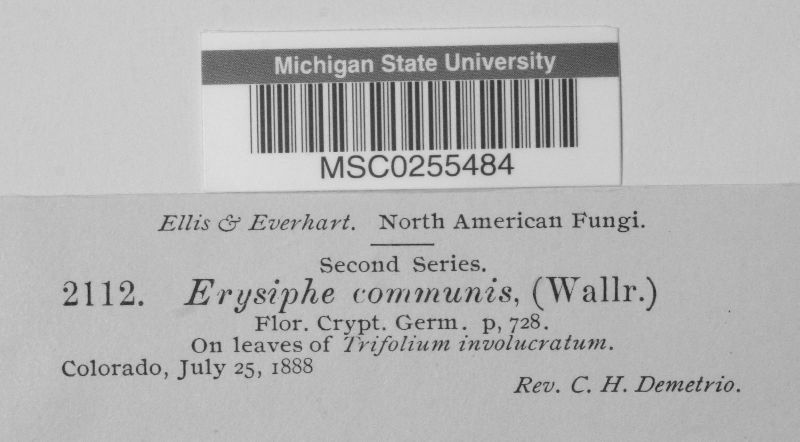 Michigan State University
MSC0255484
Ellis & Everhart. North American Fungi.
Second Series.
2112. Erysiphe communis, (Wallr.)
Flor. Crypt. Germ. p, 728.
On leaves of Trifolium involucratum.
Colorado, July 25, 1888
Rev. C. H. Demetrio.